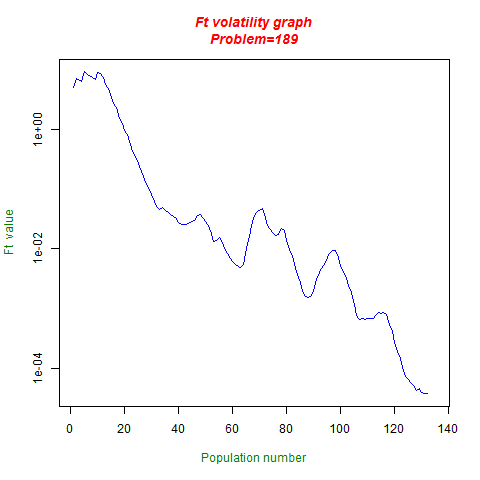 Ft volatility graph
Problem=189
1e+00
1e-02
1e-04
Ft value
0 20 40 60 80 100 120 140
Population number